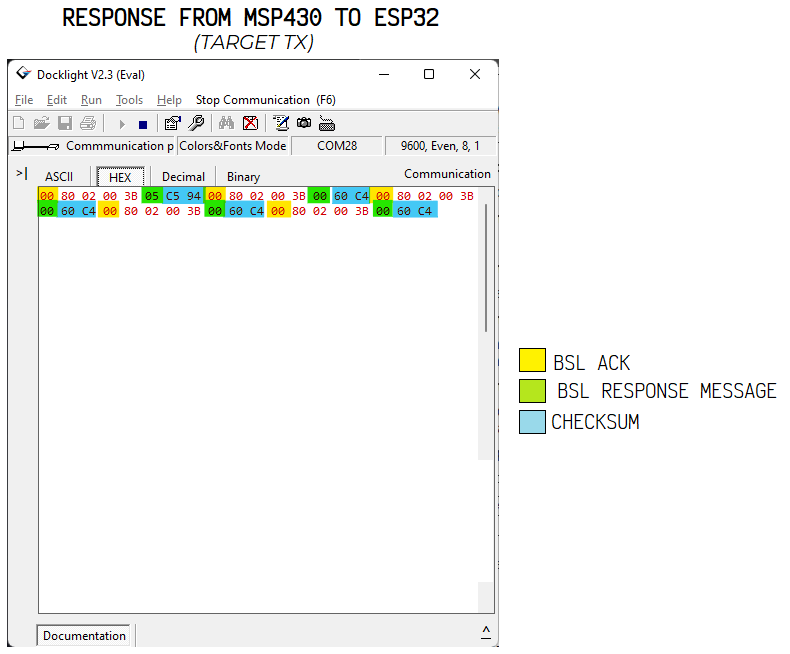 RESPONSE FROM MSP430 TO ESP32
(TARGET TX)
Docklight V2.3 (Eval)
File Edit Run Tools Help Stop Communication (F6)
Commmunication p Colors&Fonts Mode COM28 9600, Even, 8, 1
ASCII HEX Decimal Binary Communication
00 80 02 00 3B 05 C5 94 00 80 02 00 3B 00 60 C4 00 80 02 00 3B
00 60 C4 00 80 02 00 3B 00 60 C4 00 80 02 00 3B 00 60 C4
BSL ACK
BSL RESPONSE MESSAGE
CHECKSUM
Documentation